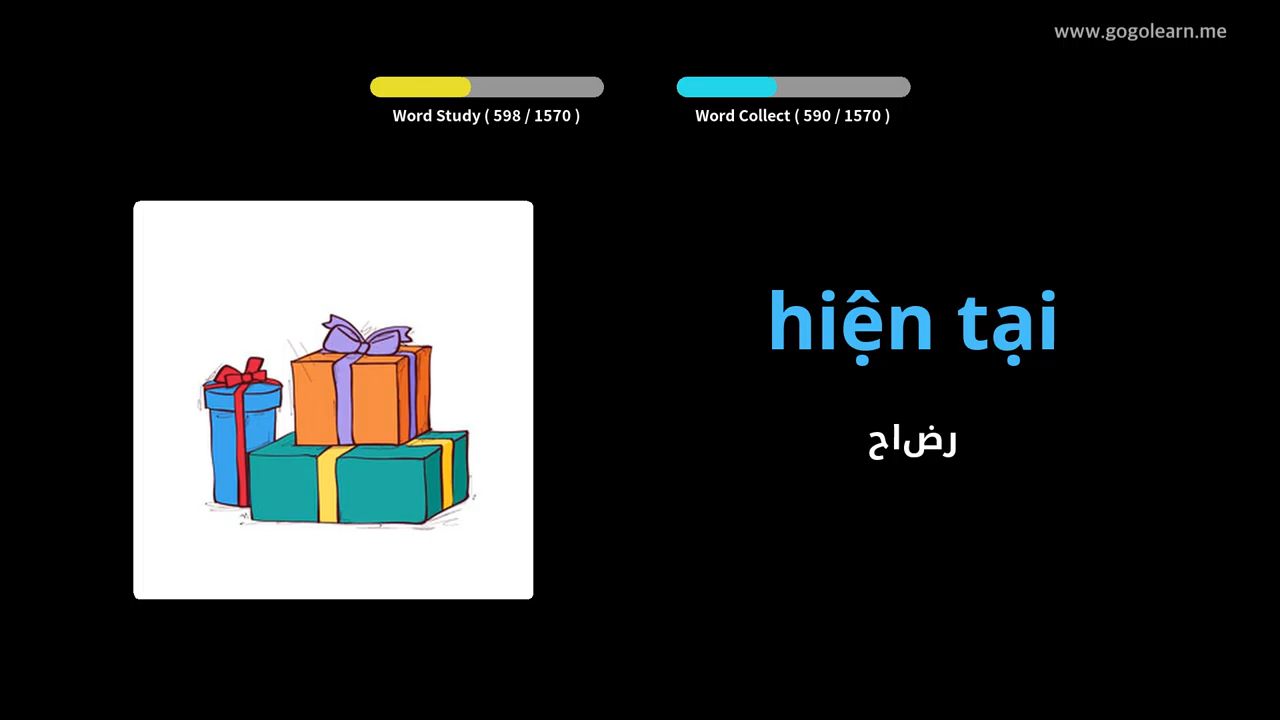 www.gogolearn.me
Word Study ( 598 / 1570 )
Word Collect ( 590 / 1570 )
hiện tại
رضاح